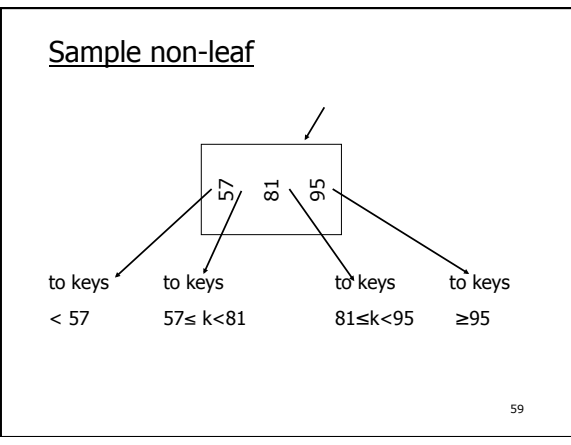 Sample non-leaf
57 81 95
to keys to keys to keys to keys
< 57 57≤ k<81 81≤k<95 ≥95
59